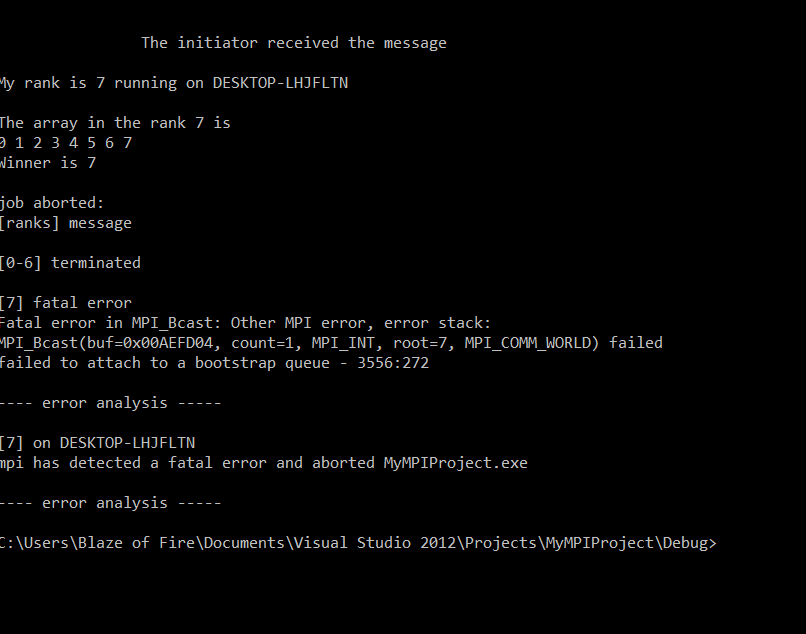 The initiator received the message
My rank is 7 running on DESKTOP-LHJFLTN
The array in the rank 7 is
0 1 2 3 4 5 6 7
Winner is 7
job aborted:
[ranks] message
[0-6] terminated
[7] fatal error
Fatal error in MPI_Bcast: Other MPI error, error stack:
MPI_Bcast(buf=0x00AEFD04, count=1, MPI_INT, root=7, MPI_COMM_WORLD) failed
failed to attach to a bootstrap queue - 3556:272
---- error analysis -----
[7] on DESKTOP-LHJFLTN
mpi has detected a fatal error and aborted MyMPIProject.exe
---- error analysis -----
C:\Users\Blaze of Fire\Documents\Visual Studio 2012\Projects\MyMPIProject\Debug>